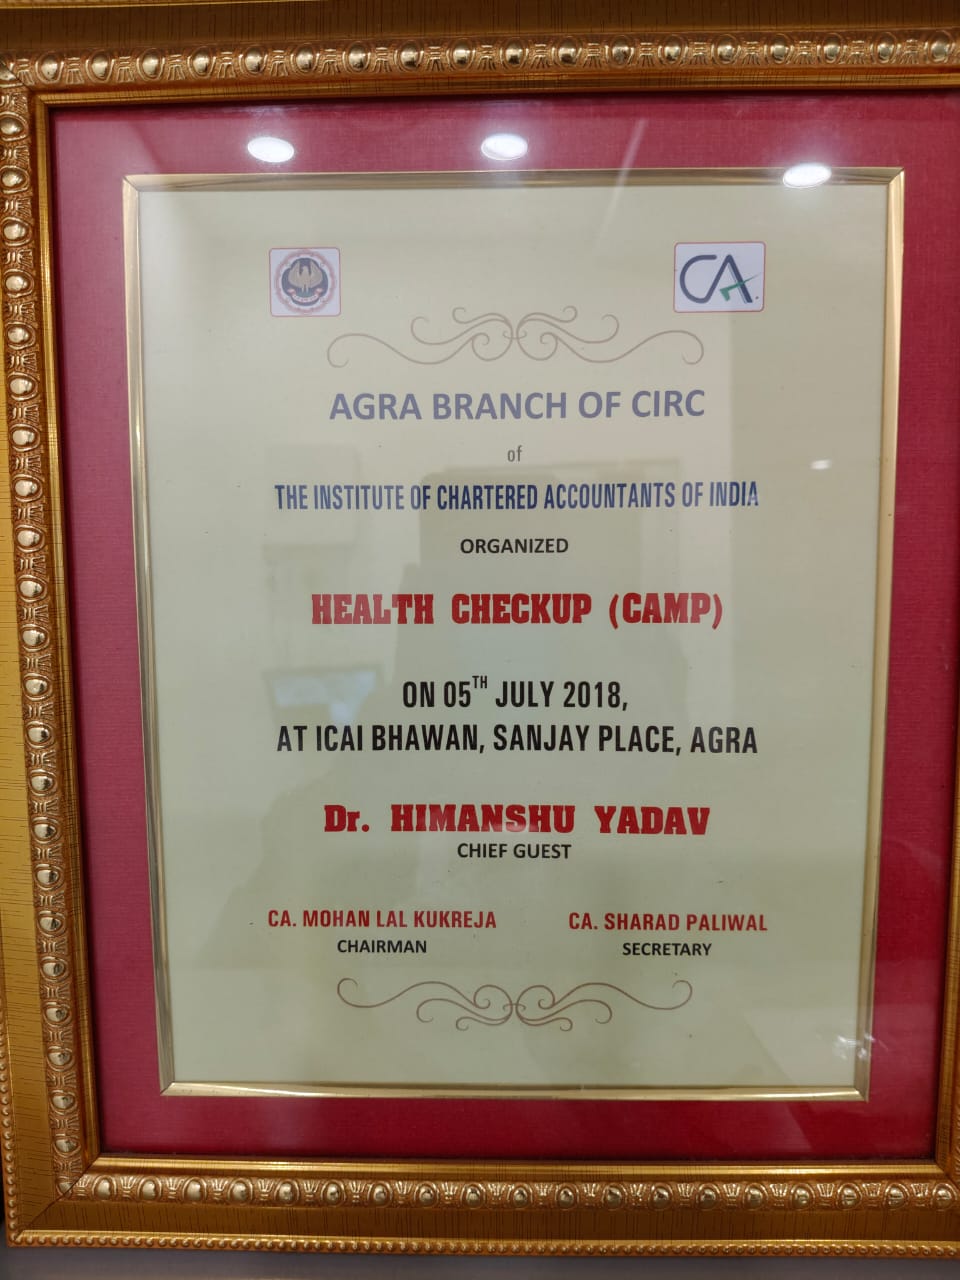 CA
AGRA BRANCH OF CIRC
of
THE INSTITUTE OF CHARTERED ACCOUNTANTS OF INDIA
ORGANIZED
HEALTH CHECKUP (CAMP)
ON 05TH JULY 2018,
AT ICAI BHAWAN, SANJAY PLACE, AGRA
Dr. HIMANSHU YADAV
CHIEF GUEST
CA. MOHAN LAL KUKREJA CA. SHARAD PALIWAL
CHAIRMAN SECRETARY